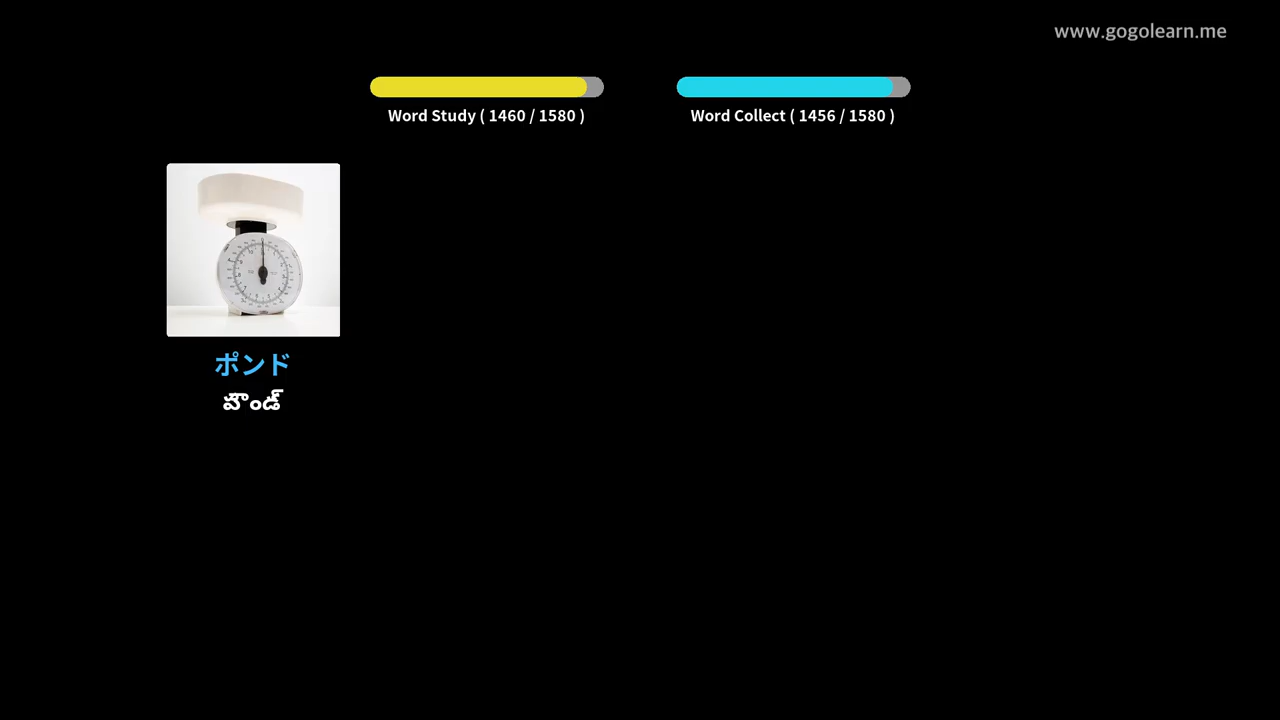 www.gogolearn.me
Word Study ( 1460 / 1580 )
Word Collect ( 1456 / 1580 )
ポンド
పౌండ్